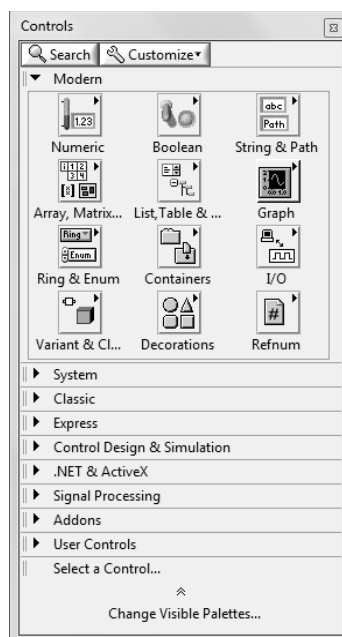 Controls
Search Customize
Modern
1.23 abc Path
Numeric Boolean String & Path
Array, Matrix... List, Table & ... Graph
Ring Enum
Ring & Enum Containers I/O
#
Variant & Cl... Decorations Refnum
System
Classic
Express
Control Design & Simulation
.NET & ActiveX
Signal Processing
Addons
User Controls
Select a Control...
Change Visible Palettes...